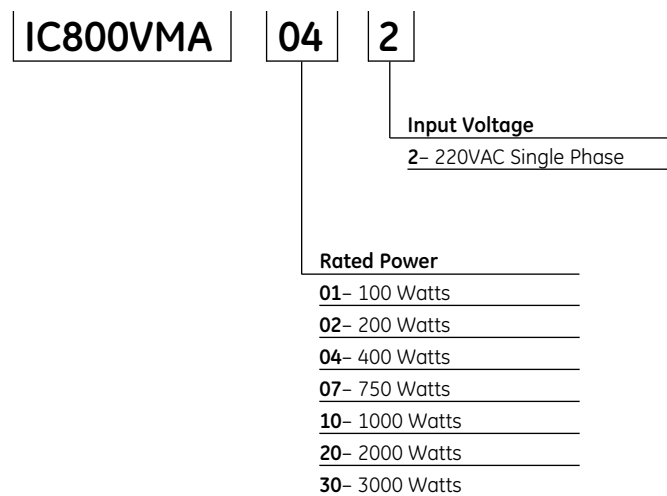 IC800VMA 04 2
Input Voltage
2– 220VAC Single Phase
Rated Power
01– 100 Watts
02– 200 Watts
04– 400 Watts
07– 750 Watts
10– 1000 Watts
20– 2000 Watts
30– 3000 Watts